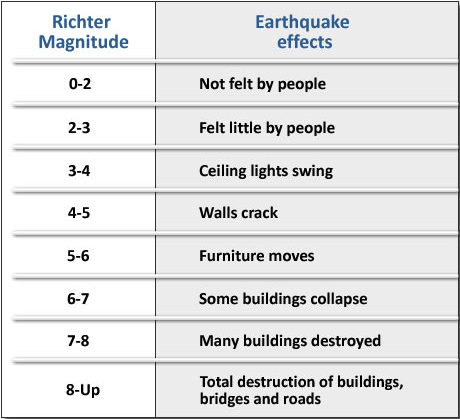 Richter
Magnitude
Earthquake
effects
0-2 Not felt by people
2-3 Felt little by people
3-4 Ceiling lights swing
4-5 Walls crack
5-6 Furniture moves
6-7 Some buildings collapse
7-8 Many buildings destroyed
8-Up Total destruction of buildings,
bridges and roads